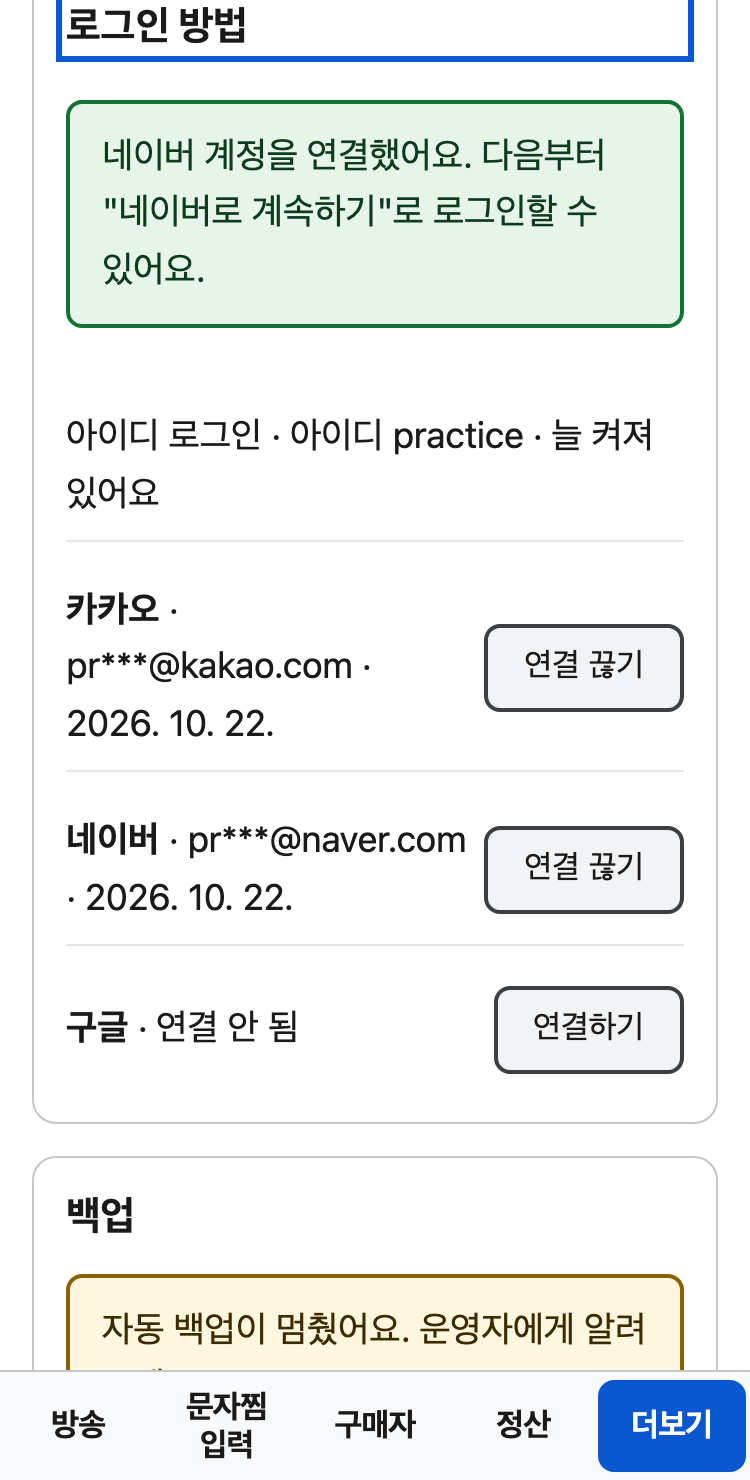 로그인 방법
네이버 계정을 연결했어요. 다음부터
"네이버로 계속하기"로 로그인할 수
있어요.
아이디 로그인 · 아이디 practice · 늘 켜져
있어요
카카오 ·
pr***@kakao.com ·
2026. 10. 22.
연결 끊기
네이버 · pr***@naver.com
· 2026. 10. 22.
연결 끊기
구글 · 연결 안 됨
연결하기
백업
자동 백업이 멈췄어요. 운영자에게 알려
방송
문자찜
입력
구매자
정산
더보기